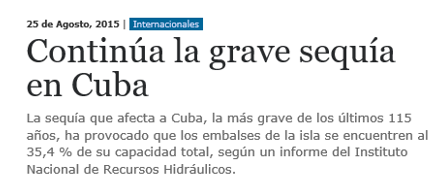 25 de Agosto, 2015 | Internacionales
Continúa la grave sequía
en Cuba
La sequía que afecta a Cuba, la más grave de los últimos 115
años, ha provocado que los embalses de la isla se encuentren al
35,4 % de su capacidad total, según un informe del Instituto
Nacional de Recursos Hidráulicos.